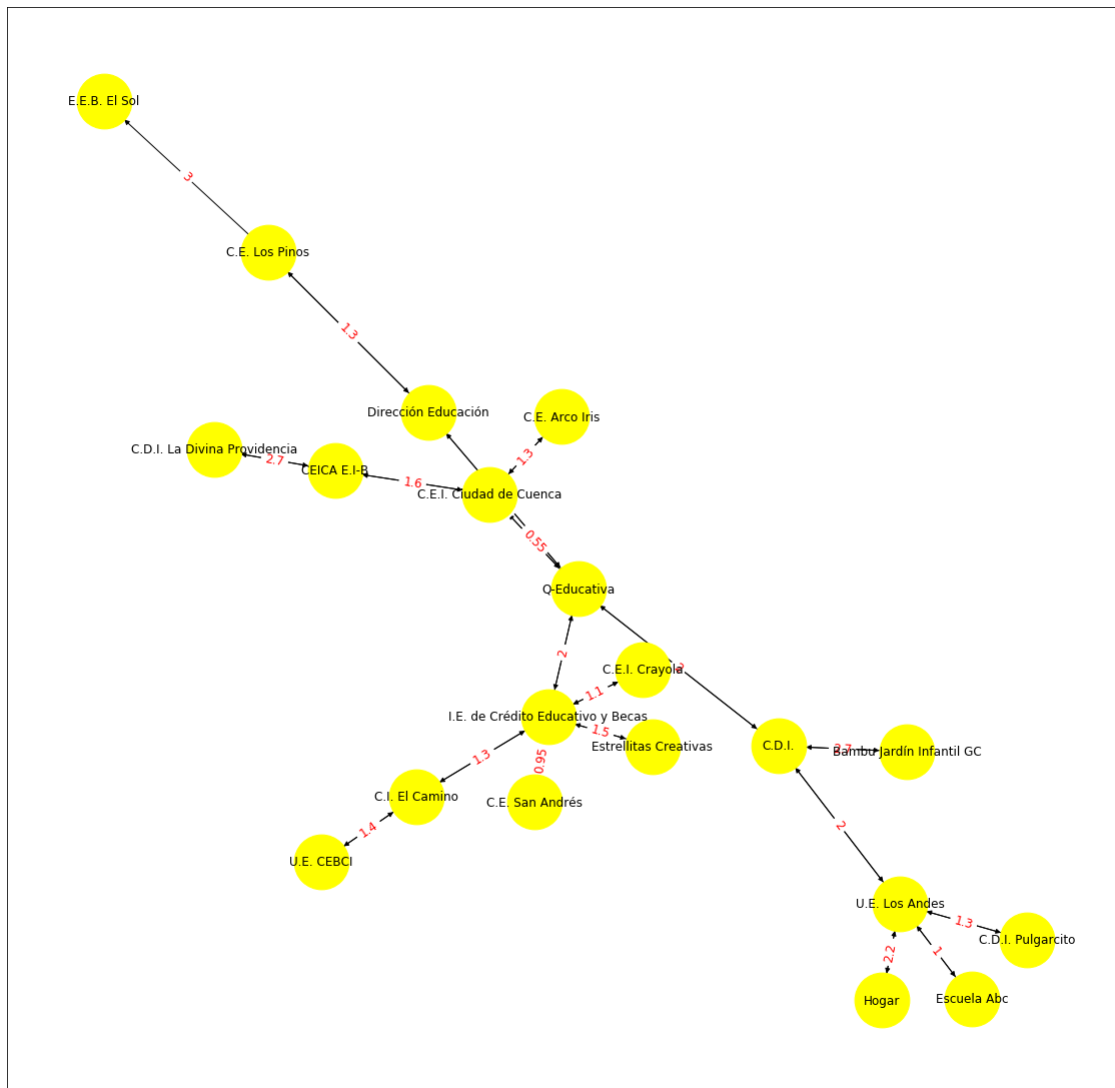 E.E.B. El Sol
3
C.E. Los Pinos
1.3
Dirección Educación
C.E. Arco Iris
C.D.I. La Divina Providencia
2.7
CEICA E.I-B
1.3
1.6
C.E.I. Ciudad de Cuenca
0.55
Q-Educativa
2
C.E.I. Crayola
1.1
I.E. de Crédito Educativo y Becas
1.5
Estrellitas Creativas
C.D.I.
Bambu Jardín Infantil GC
1.3
0.95
C.I. El Camino
C.E. San Andrés
1.4
2
U.E. CEBCI
U.E. Los Andes
1.3
C.D.I. Pulgarcito
2.2
1
Hogar
Escuela Abc